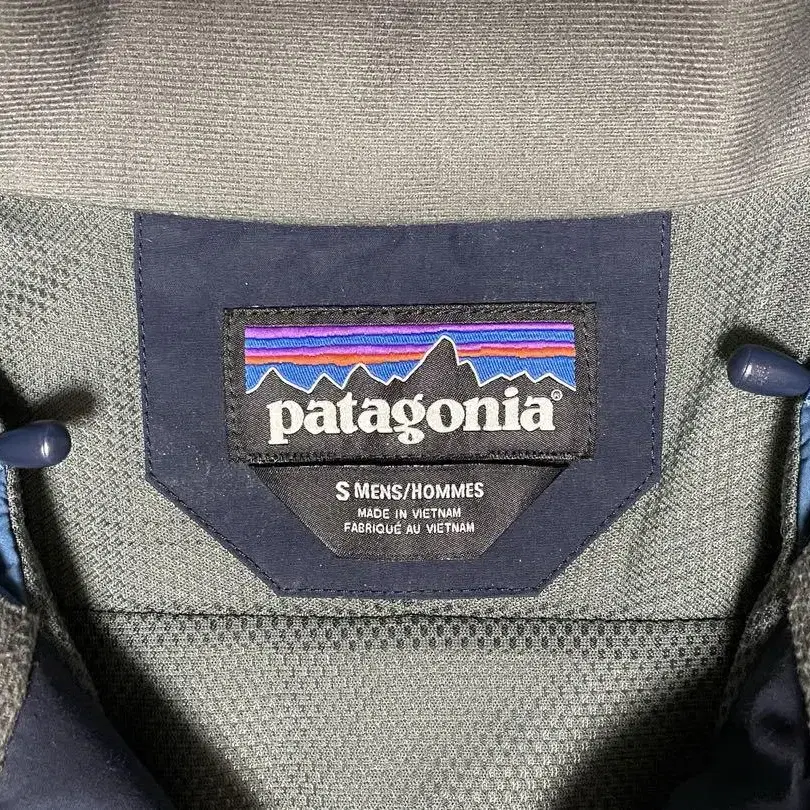 patagonia®
S MENS/HOMMES
MADE IN VIETNAM
FABRIQUÉ AU VIETNAM